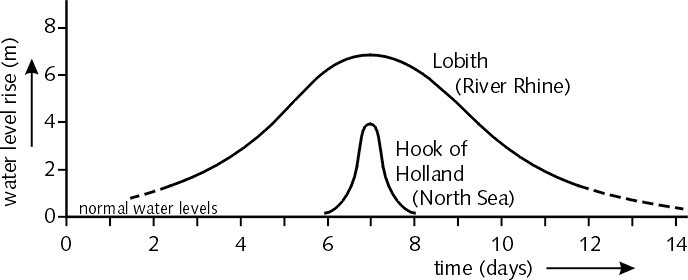 water level rise (m)
8
6
4
2
0
Lobith
(River Rhine)
Hook of
Holland
(North Sea)
normal water levels
0
2
4
6
8
10
12
14
time (days)